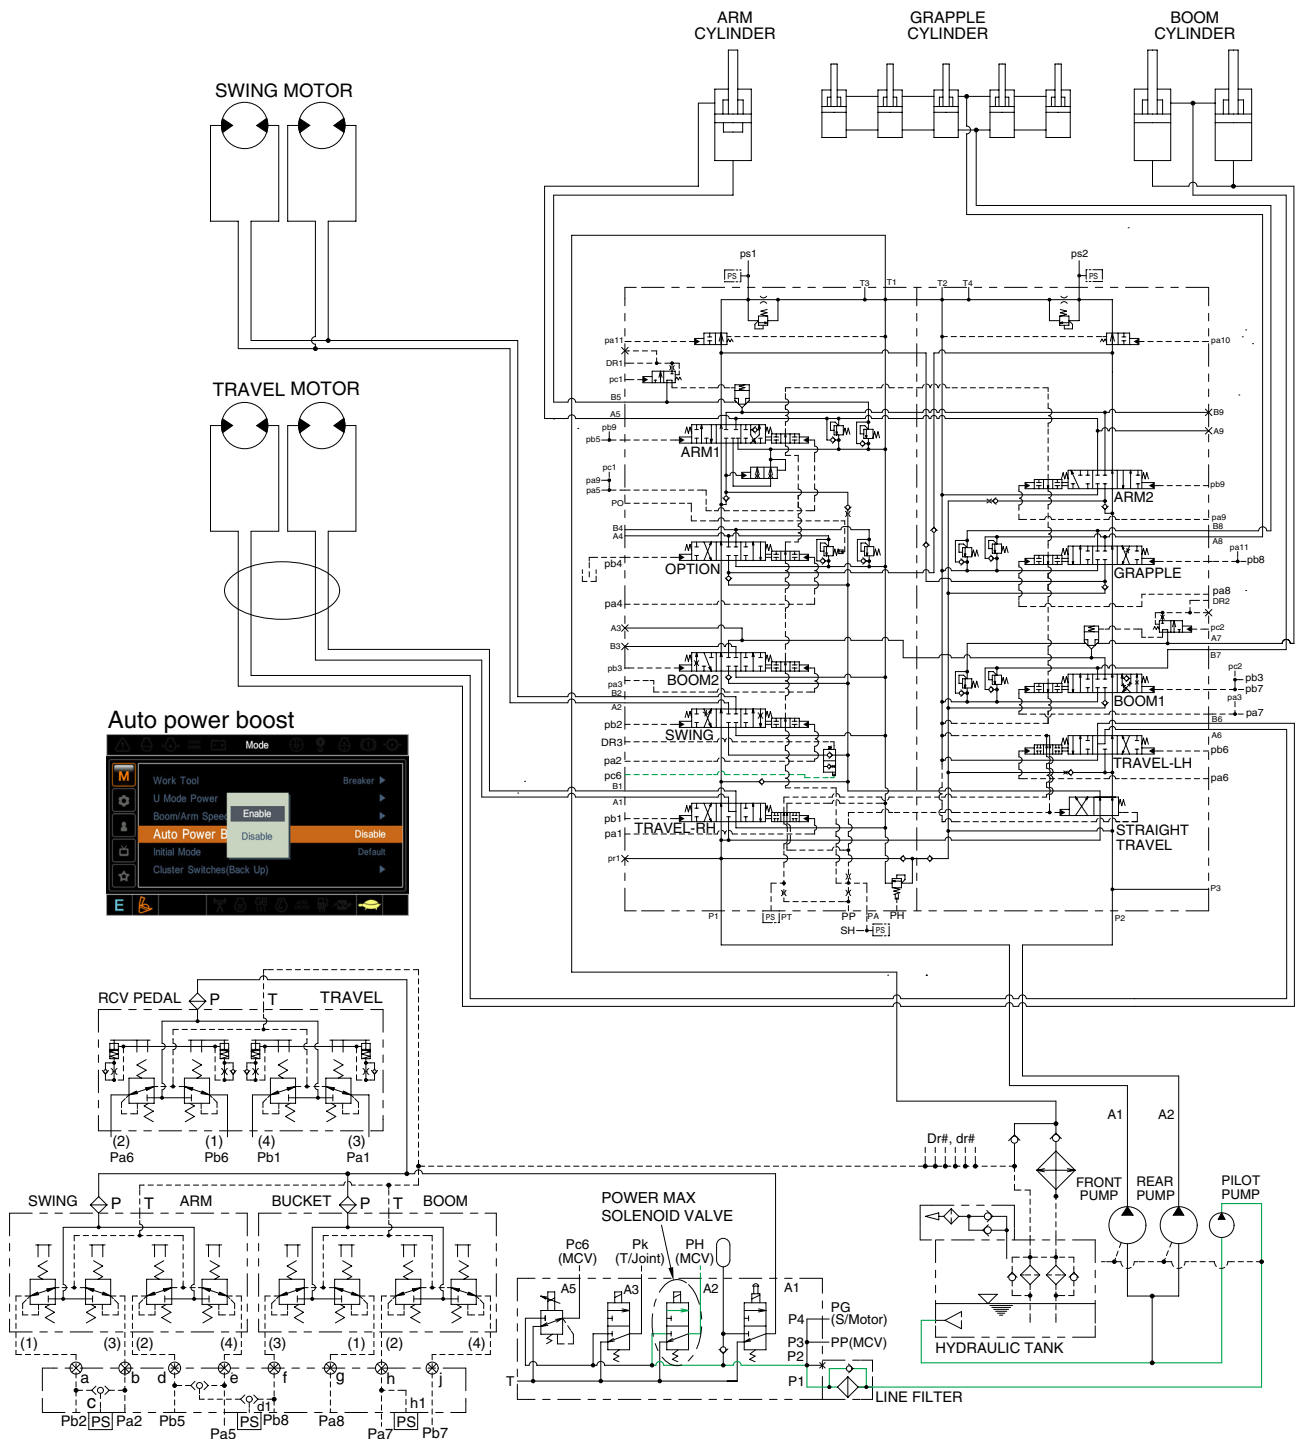 ARM
CYLINDER
GRAPPLE
CYLINDER
BOOM
CYLINDER
SWING MOTOR
TRAVEL MOTOR
ps1
PS
T3
T1
T2
T4
ps2
PS
pa11
DR1
pc1
B5
A5
pb9
pb5
ARM1
pc1
pa9
pa5
PO
B4
A4
OPTION
pb4
pa4
A3
B3
pb3
BOOM2
pa3
B2
A2
pb2
SWING
DR3
pa2
pc6
B1
A1
pb1
TRAVEL-RH
pa1
pr1
P1
PS
PT
PP
PA
PH
SH
PS
P2
pa10
B9
A9
ARM2
pb9
pa9
B8
A8
pa11
pb8
GRAPPLE
pa8
DR2
pc2
A7
B7
pc2
pb3
pb7
BOOM1
pa3
pa7
B6
A6
pb6
TRAVEL-LH
pa6
STRAIGHT
TRAVEL
P3
Auto power boost
Mode
M
Work Tool
Breaker
U Mode Power
Boom/Arm Speed
Enable
Auto Power B
Disable
Disable
Initial Mode
Default
Cluster Switches(Back Up)
E
RCV PEDAL
P
T
TRAVEL
(2)
(1)
(4)
(3)
Pa6
Pb6
Pb1
Pa1
SWING
P
T
ARM
BUCKET
P
T
BOOM
(1)
(3)
(2)
(4)
(3)
(1)
(2)
(4)
a
b
d
e
f
g
h
j
c
d1
h1
Pb2
PS
Pa2
Pb5
Pa5
PS
Pb8
Pa8
Pa7
PS
Pb7
POWER MAX
SOLENOID VALVE
Pc6
(MCV)
Pk
(T/Joint)
PH
(MCV)
A5
A3
A2
A1
T
P4
P3
P2
P1
PG
(S/Motor)
PP(MCV)
LINE FILTER
Dr#, dr#
A1
A2
FRONT
PUMP
REAR
PUMP
PILOT
PUMP
HYDRAULIC TANK